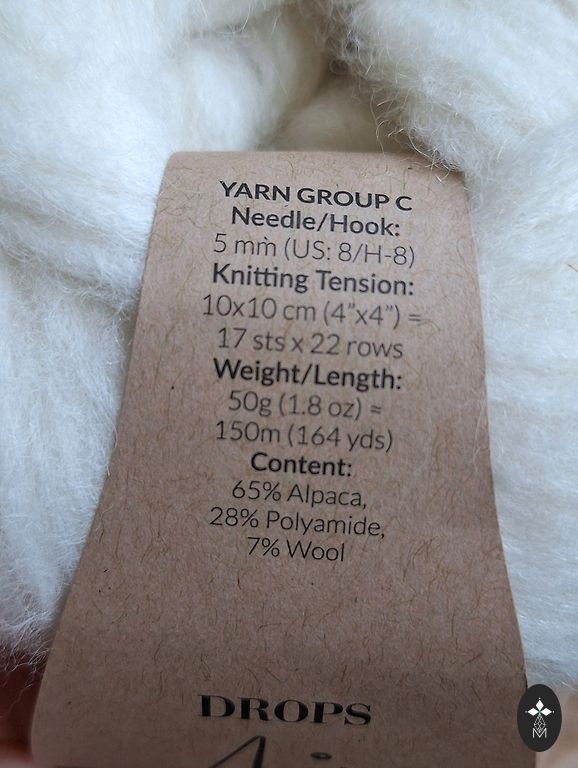 YARN GROUP C
Needle/Hook:
5 mm (US: 8/H-8)
Knitting Tension:
10x10 cm (4”x4”) =
17 sts x 22 rows
Weight/Length:
50g (1.8 oz) =
150m (164 yds)
Content:
65% Alpaca,
28% Polyamide,
7% Wool
DROPS
M